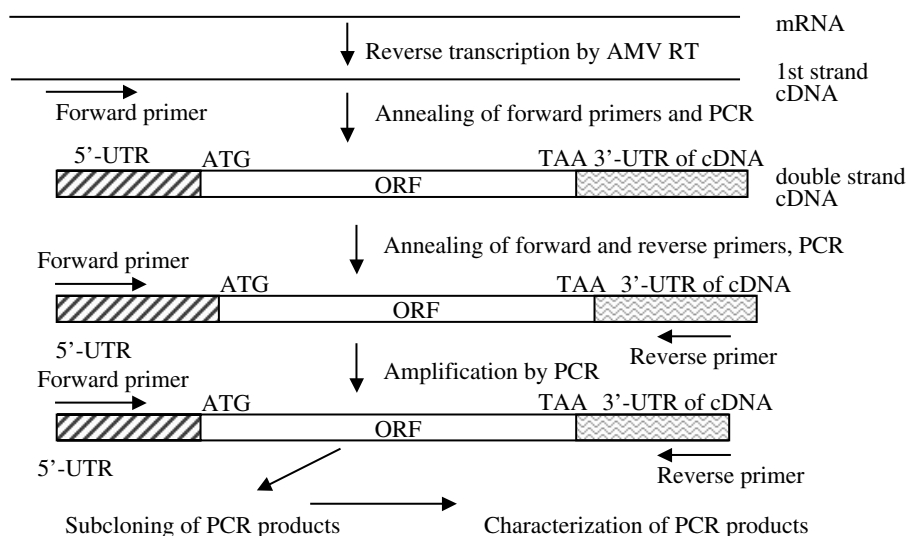 mRNA
Reverse transcription by AMV RT
1st strand
cDNA
Forward primer
Annealing of forward primers and PCR
5’-UTR ATG TAA 3’-UTR of cDNA
ORF
double strand
cDNA
Annealing of forward and reverse primers, PCR
Forward primer
ATG TAA 3’-UTR of cDNA
ORF
5’-UTR
Reverse primer
Forward primer
Amplification by PCR
ATG TAA 3’-UTR of cDNA
ORF
5’-UTR
Reverse primer
Subcloning of PCR products
Characterization of PCR products